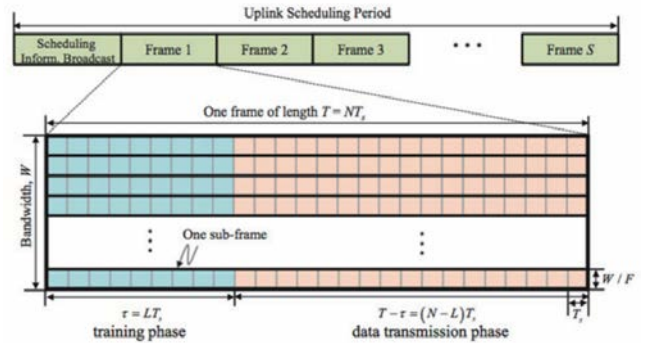 Uplink Scheduling Period
Scheduling
Inform. Broadcast
Frame 1
Frame 2
Frame 3
...
Frame S
One frame of length T = NTₛ
Bandwidth, W
One sub-frame
W / F
τ = LTₛ
T − τ = (N − L)Tₛ
Tₛ
training phase
data transmission phase